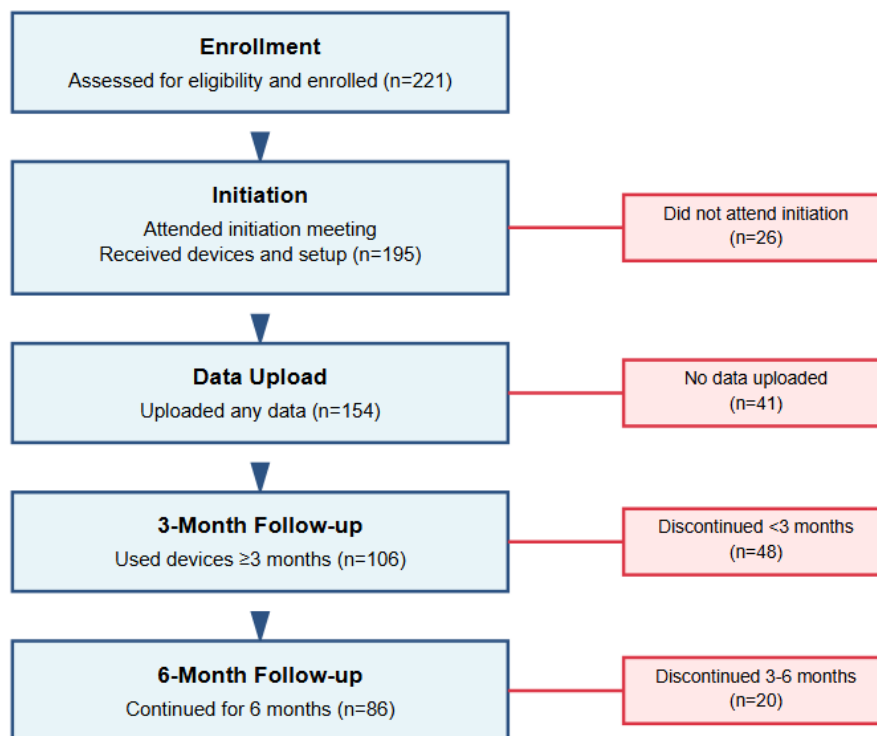 Enrollment
Assessed for eligibility and enrolled (n=221)
Initiation
Attended initiation meeting
Received devices and setup (n=195)
Did not attend initiation
(n=26)
Data Upload
Uploaded any data (n=154)
No data uploaded
(n=41)
3-Month Follow-up
Used devices ≥3 months (n=106)
Discontinued <3 months
(n=48)
6-Month Follow-up
Continued for 6 months (n=86)
Discontinued 3-6 months
(n=20)